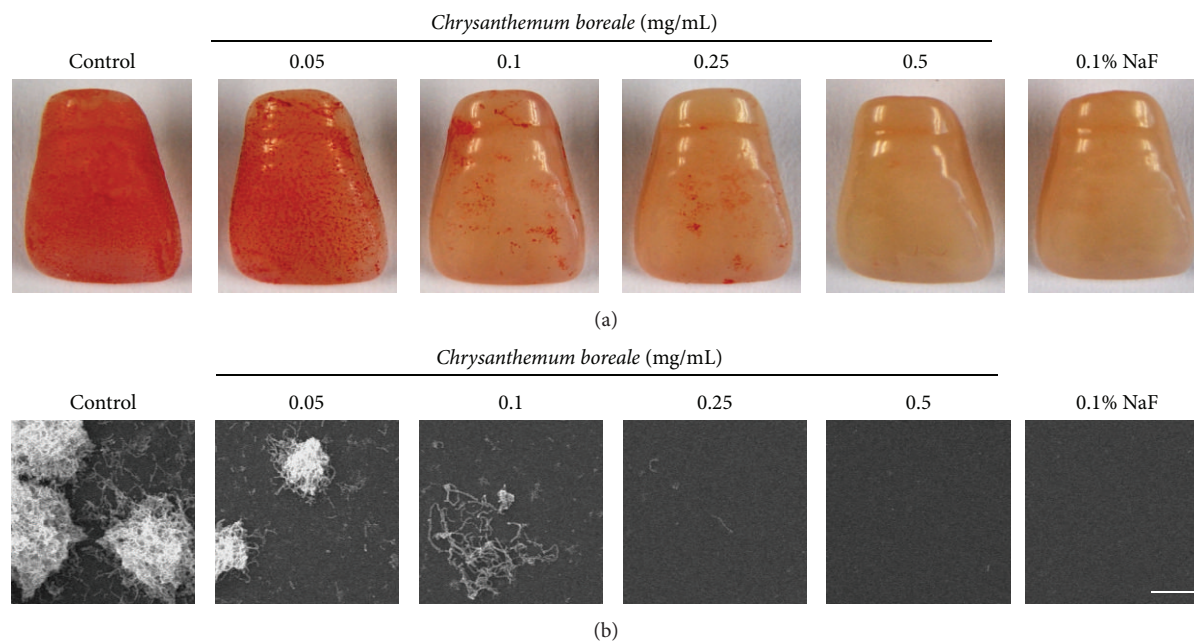 Chrysanthemum boreale (mg/mL)
Control 0.05 0.1 0.25 0.5 0.1% NaF
(a)
Chrysanthemum boreale (mg/mL)
Control 0.05 0.1 0.25 0.5 0.1% NaF
(b)